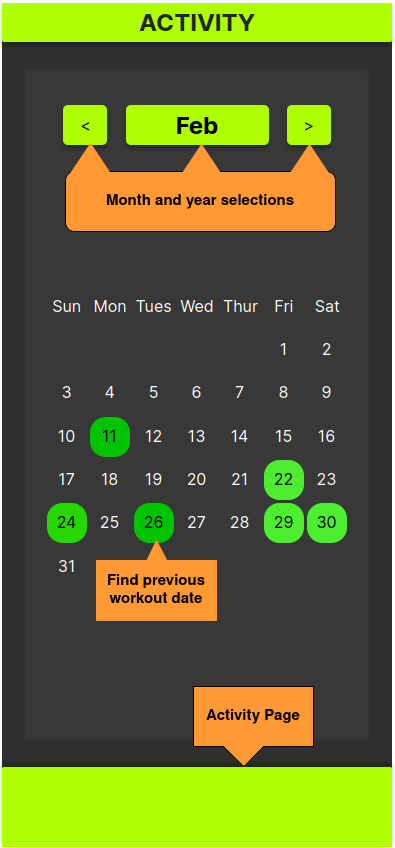 ACTIVITY
< Feb >
Month and year selections
Sun Mon Tues Wed Thur Fri Sat
1 2
3 4 5 6 7 8 9
10 11 12 13 14 15 16
17 18 19 20 21 22 23
24 25 26 27 28 29 30
31
Find previous
workout date
Activity Page